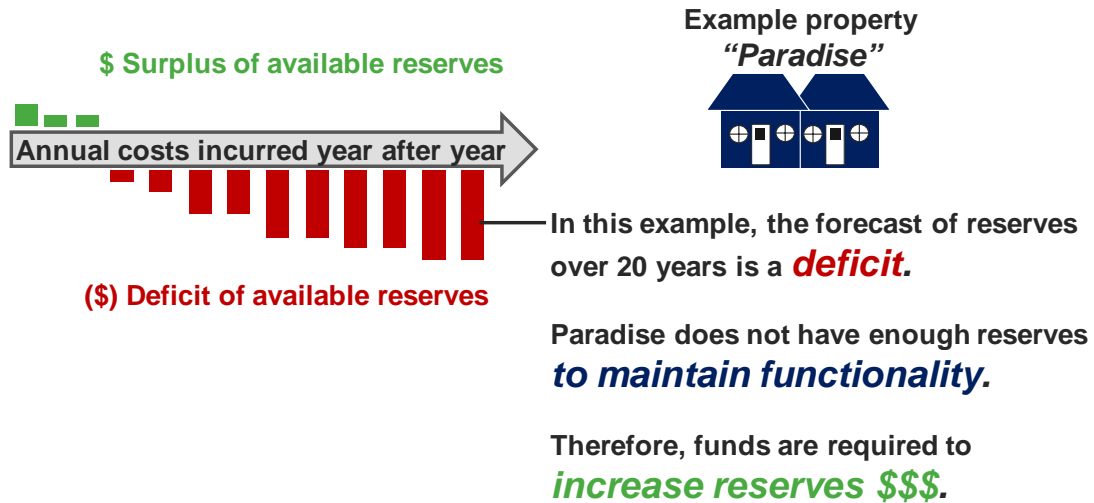 Example property
“Paradise”
$ Surplus of available reserves
Annual costs incurred year after year
($) Deficit of available reserves
In this example, the forecast of reserves
over 20 years is a deficit.
Paradise does not have enough reserves
to maintain functionality.
Therefore, funds are required to
increase reserves $$$.